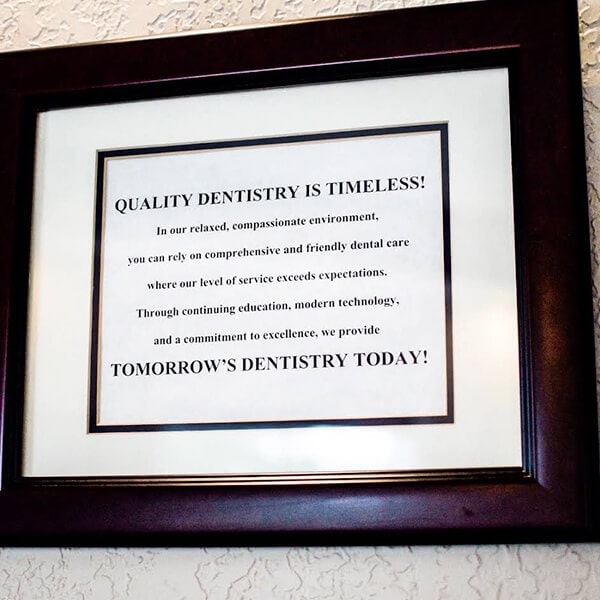 QUALITY DENTISTRY IS TIMELESS!
In our relaxed, compassionate environment,
you can rely on comprehensive and friendly dental care
where our level of service exceeds expectations.
Through continuing education, modern technology,
and a commitment to excellence, we provide
TOMORROW'S DENTISTRY TODAY!